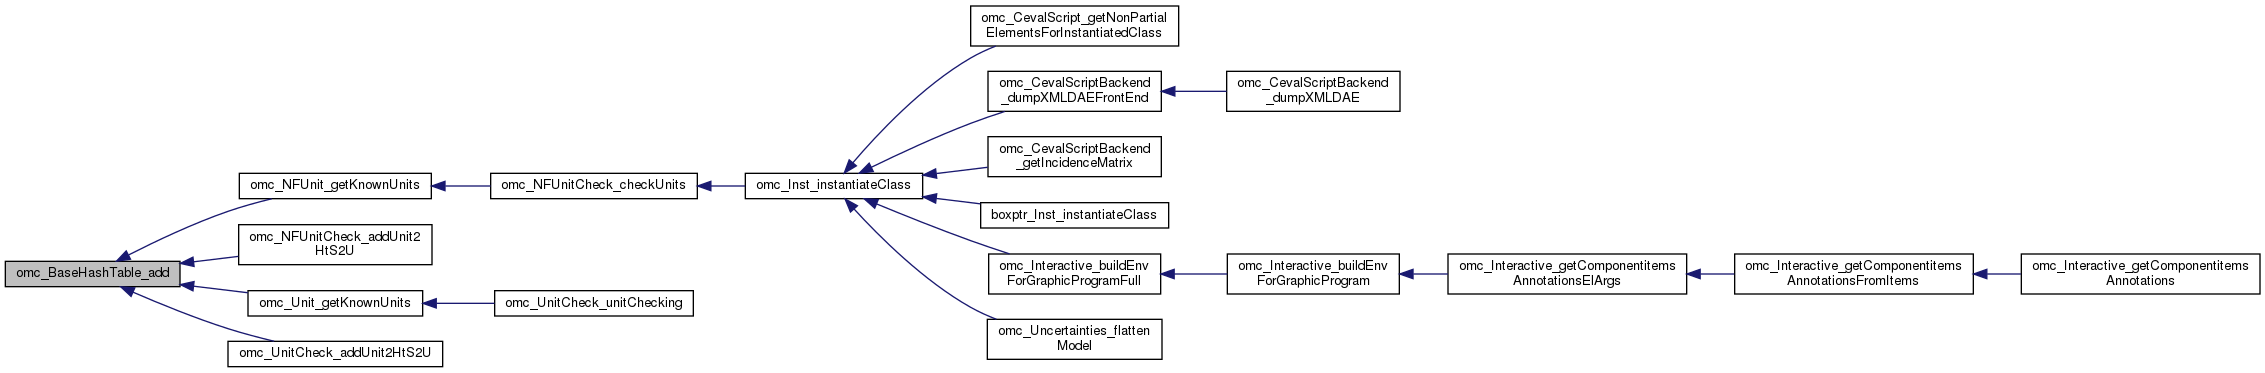 omc_CevalScript_getNonPartial
ElementsForInstantiatedClass
omc_CevalScriptBackend
_dumpXMLDAEFrontEnd
omc_CevalScriptBackend
_dumpXMLDAE
omc_CevalScriptBackend
_getIncidenceMatrix
omc_NFUnit_getKnownUnits
omc_NFUnitCheck_checkUnits
omc_Inst_instantiateClass
boxptr_Inst_instantiateClass
omc_NFUnitCheck_addUnit2
HtS2U
omc_BaseHashTable_add
omc_Interactive_buildEnv
ForGraphicProgramFull
omc_Interactive_buildEnv
ForGraphicProgram
omc_Interactive_getComponentitems
AnnotationsElArgs
omc_Interactive_getComponentitems
AnnotationsFromItems
omc_Interactive_getComponentitems
Annotations
omc_Unit_getKnownUnits
omc_UnitCheck_unitChecking
omc_Uncertainties_flatten
Model
omc_UnitCheck_addUnit2HtS2U